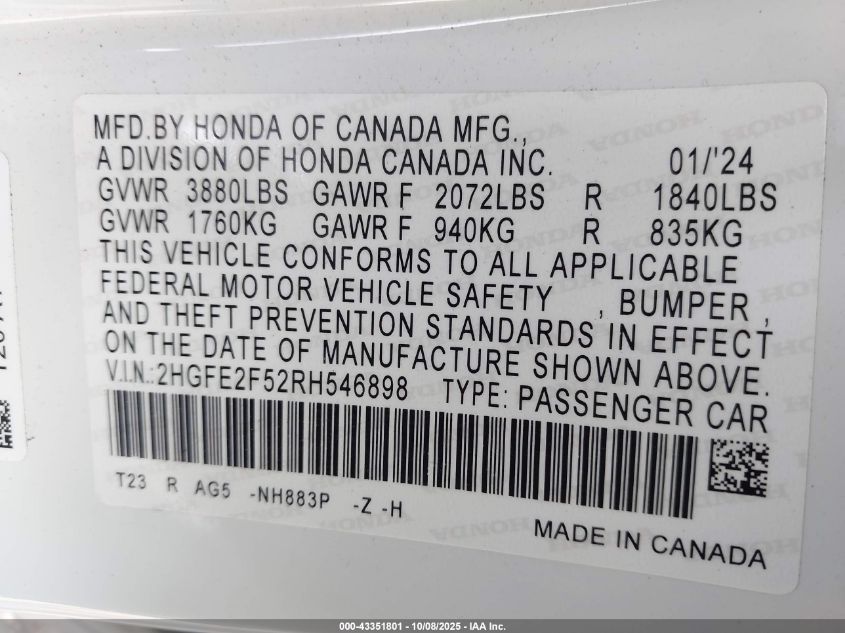 MFD.BY HONDA OF CANADA MFG.,
A DIVISION OF HONDA CANADA INC. 01/'24
GVWR 3880LBS GAWR F 2072LBS R 1840LBS
GVWR 1760KG GAWR F 940KG R 835KG
THIS VEHICLE CONFORMS TO ALL APPLICABLE
FEDERAL MOTOR VEHICLE SAFETY , BUMPER ,
AND THEFT PREVENTION STANDARDS IN EFFECT
ON THE DATE OF MANUFACTURE SHOWN ABOVE.
V.I.N.:2HGFE2F52RH546898 TYPE: PASSENGER CAR
T23 R AG5 -NH883P -Z -H
MADE IN CANADA
000-43351801 - 10/08/2025 - IAA Inc.